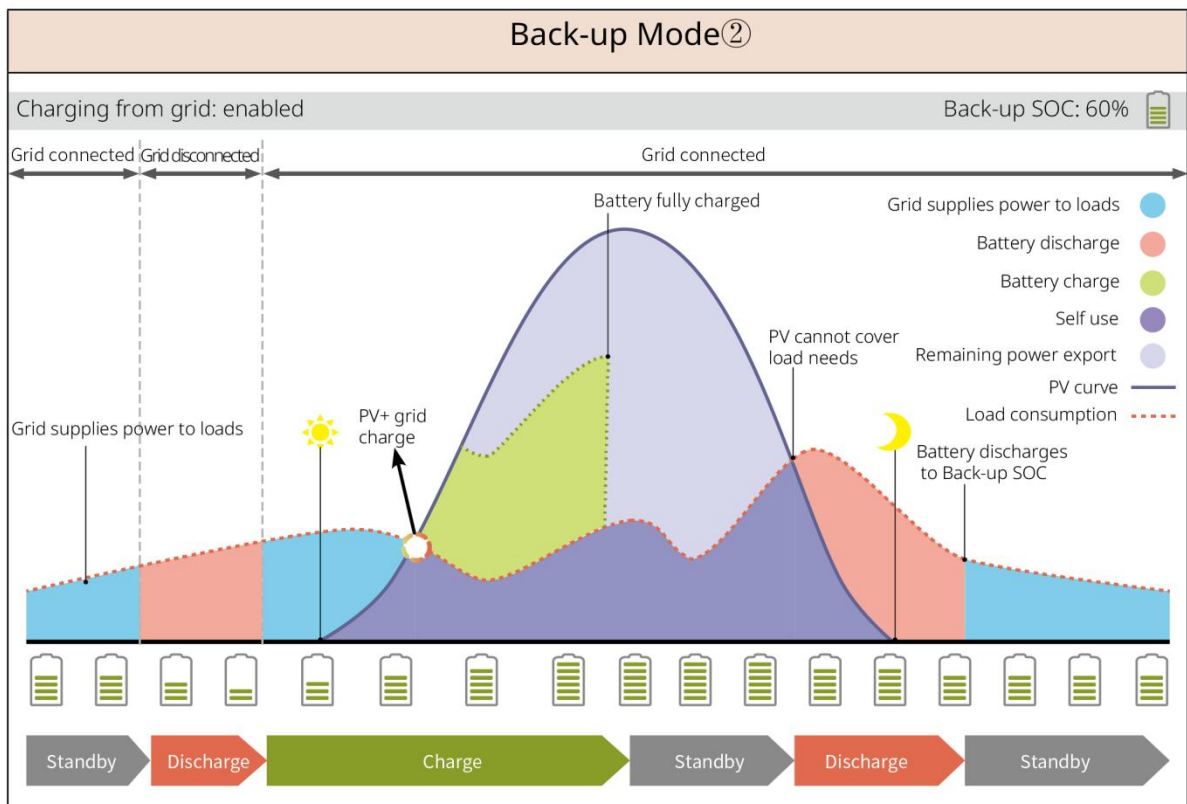 Back-up Mode②
Charging from grid: enabled
Back-up SOC: 60%
Grid connected
Grid disconnected
Grid connected
Battery fully charged
Grid supplies power to loads
Battery discharge
Battery charge
Self use
Remaining power export
PV curve
Load consumption
PV cannot cover
load needs
PV+ grid
charge
Grid supplies power to loads
Battery discharges
to Back-up SOC
Standby
Discharge
Charge
Standby
Discharge
Standby